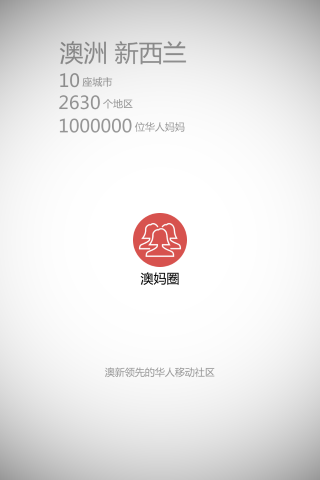 澳洲 新西兰
10 座城市
2630 个地区
1000000 位华人妈妈
澳妈圈
澳新领先的华人移动社区